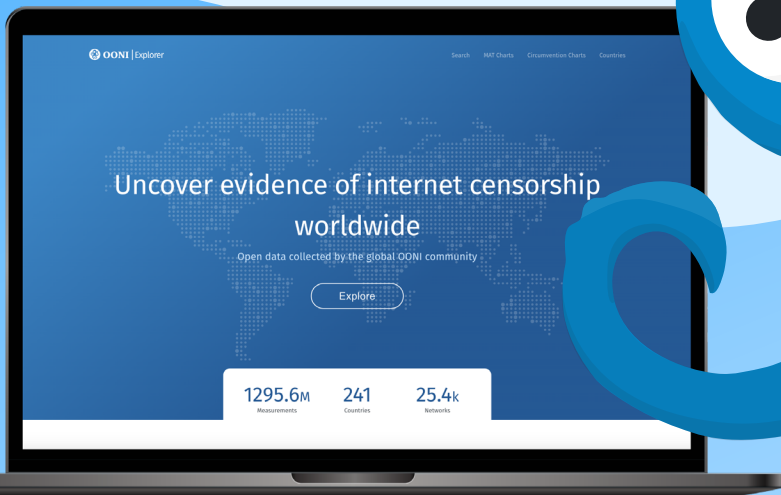 OONI | Explorer
Search MAT Charts Circumvention Charts Countries
Uncover evidence of internet censorship
worldwide
Open data collected by the global OONI community
Explore
1295.6M 241 25.4k
Measurements Countries Networks